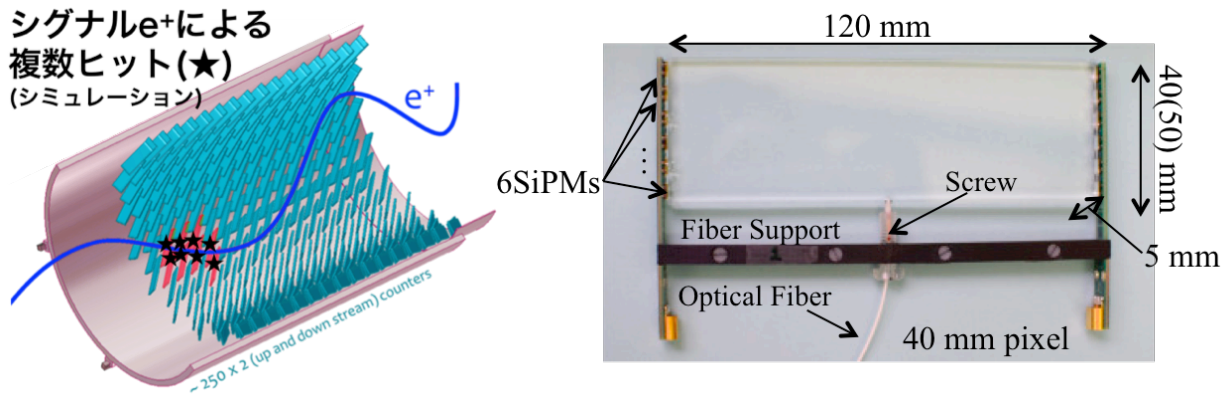 シグナルe⁺による
複数ヒット(★)
(シミュレーション)
e⁺
~ 250 x 2 (up and down stream) counters
120 mm
40(50) mm
6SiPMs
Screw
Fiber Support
5 mm
Optical Fiber
40 mm pixel